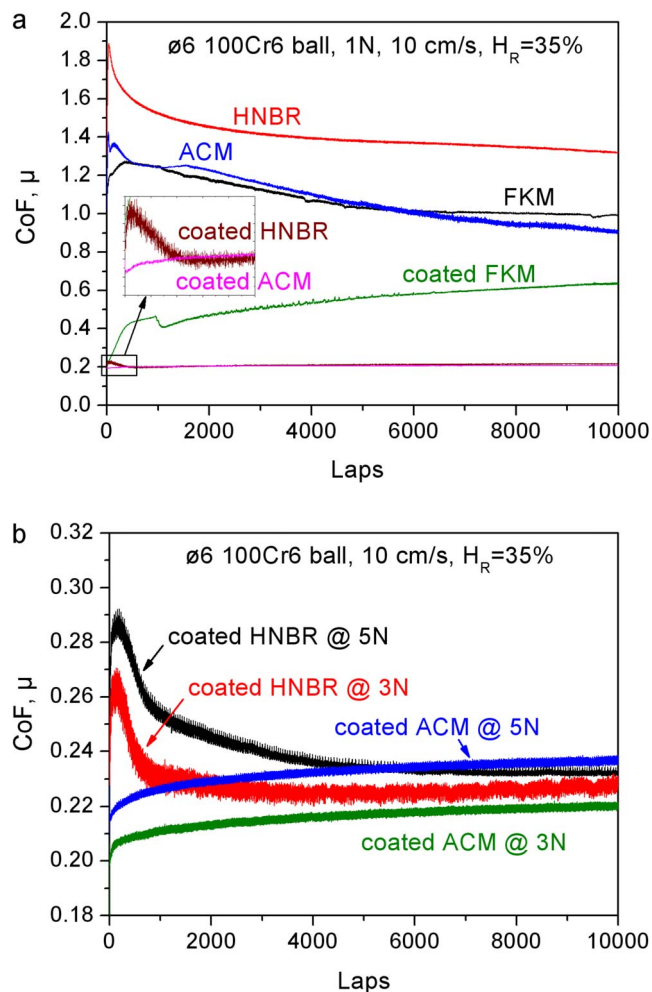 a
ø6 100Cr6 ball, 1N, 10 cm/s, H_R=35%
HNBR
ACM
FKM
coated HNBR
coated ACM
coated FKM
CoF, μ
2.0
1.8
1.6
1.4
1.2
1.0
0.8
0.6
0.4
0.2
0.0
0 2000 4000 6000 8000 10000
Laps
b
ø6 100Cr6 ball, 10 cm/s, H_R=35%
coated HNBR @ 5N
coated HNBR @ 3N
coated ACM @ 5N
coated ACM @ 3N
CoF, μ
0.32
0.30
0.28
0.26
0.24
0.22
0.20
0.18
0 2000 4000 6000 8000 10000
Laps